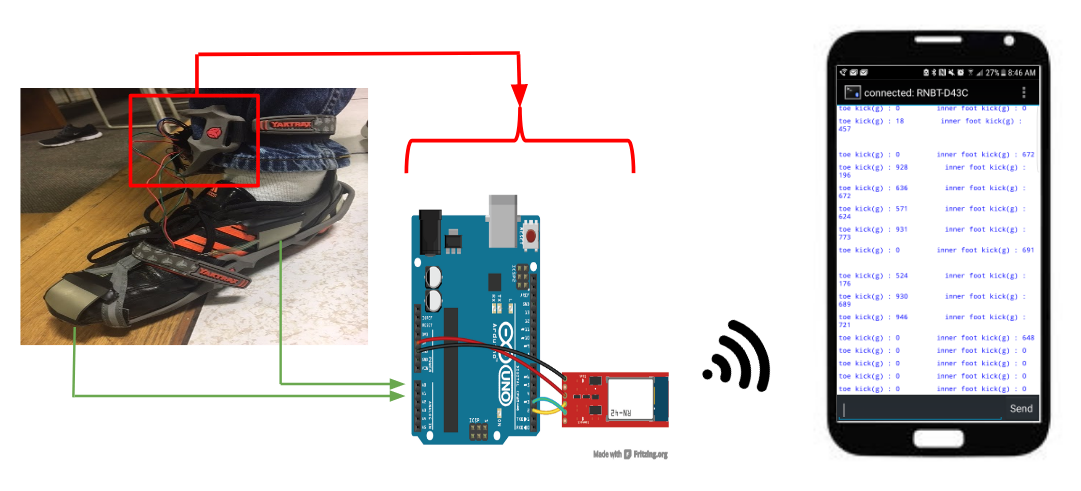 YAKTRAX
YAKTRAX
ICSP2
L
TX
RX
Arduino
UNO
ON
ICSP
RN-42
Made with Fritzing.org
27% 8:46 AM
connected: RNBT-D43C
toe kick(g) : 0 inner foot kick(g) : 0
toe kick(g) : 18 inner foot kick(g) :
457
toe kick(g) : 0 inner foot kick(g) : 672
toe kick(g) : 928 inner foot kick(g) :
196
toe kick(g) : 636 inner foot kick(g) :
672
toe kick(g) : 571 inner foot kick(g) :
624
toe kick(g) : 931 inner foot kick(g) :
773
toe kick(g) : 0 inner foot kick(g) : 691
toe kick(g) : 524 inner foot kick(g) :
176
toe kick(g) : 930 inner foot kick(g) :
689
toe kick(g) : 946 inner foot kick(g) :
721
toe kick(g) : 0 inner foot kick(g) : 648
toe kick(g) : 0 inner foot kick(g) : 0
toe kick(g) : 0 inner foot kick(g) : 0
toe kick(g) : 0 inner foot kick(g) : 0
toe kick(g) : 0 inner foot kick(g) : 0
Send